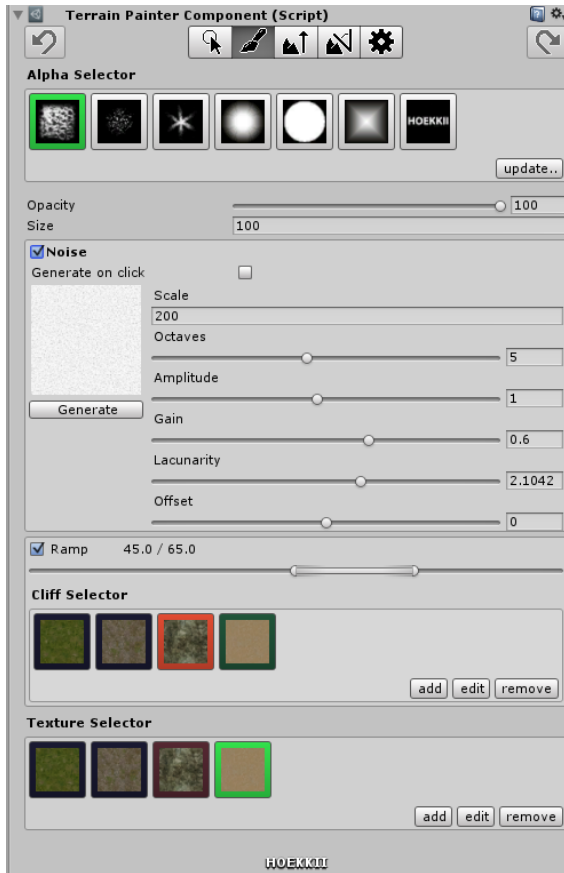 Terrain Painter Component (Script)
Alpha Selector
HOEKKII
update..
Opacity 100
Size 100
Noise
Generate on click
Scale
200
Octaves
5
Amplitude
1
Generate
Gain
0.6
Lacunarity
2.1042
Offset
0
Ramp 45.0 / 65.0
Cliff Selector
add edit remove
Texture Selector
add edit remove
HOEKKII